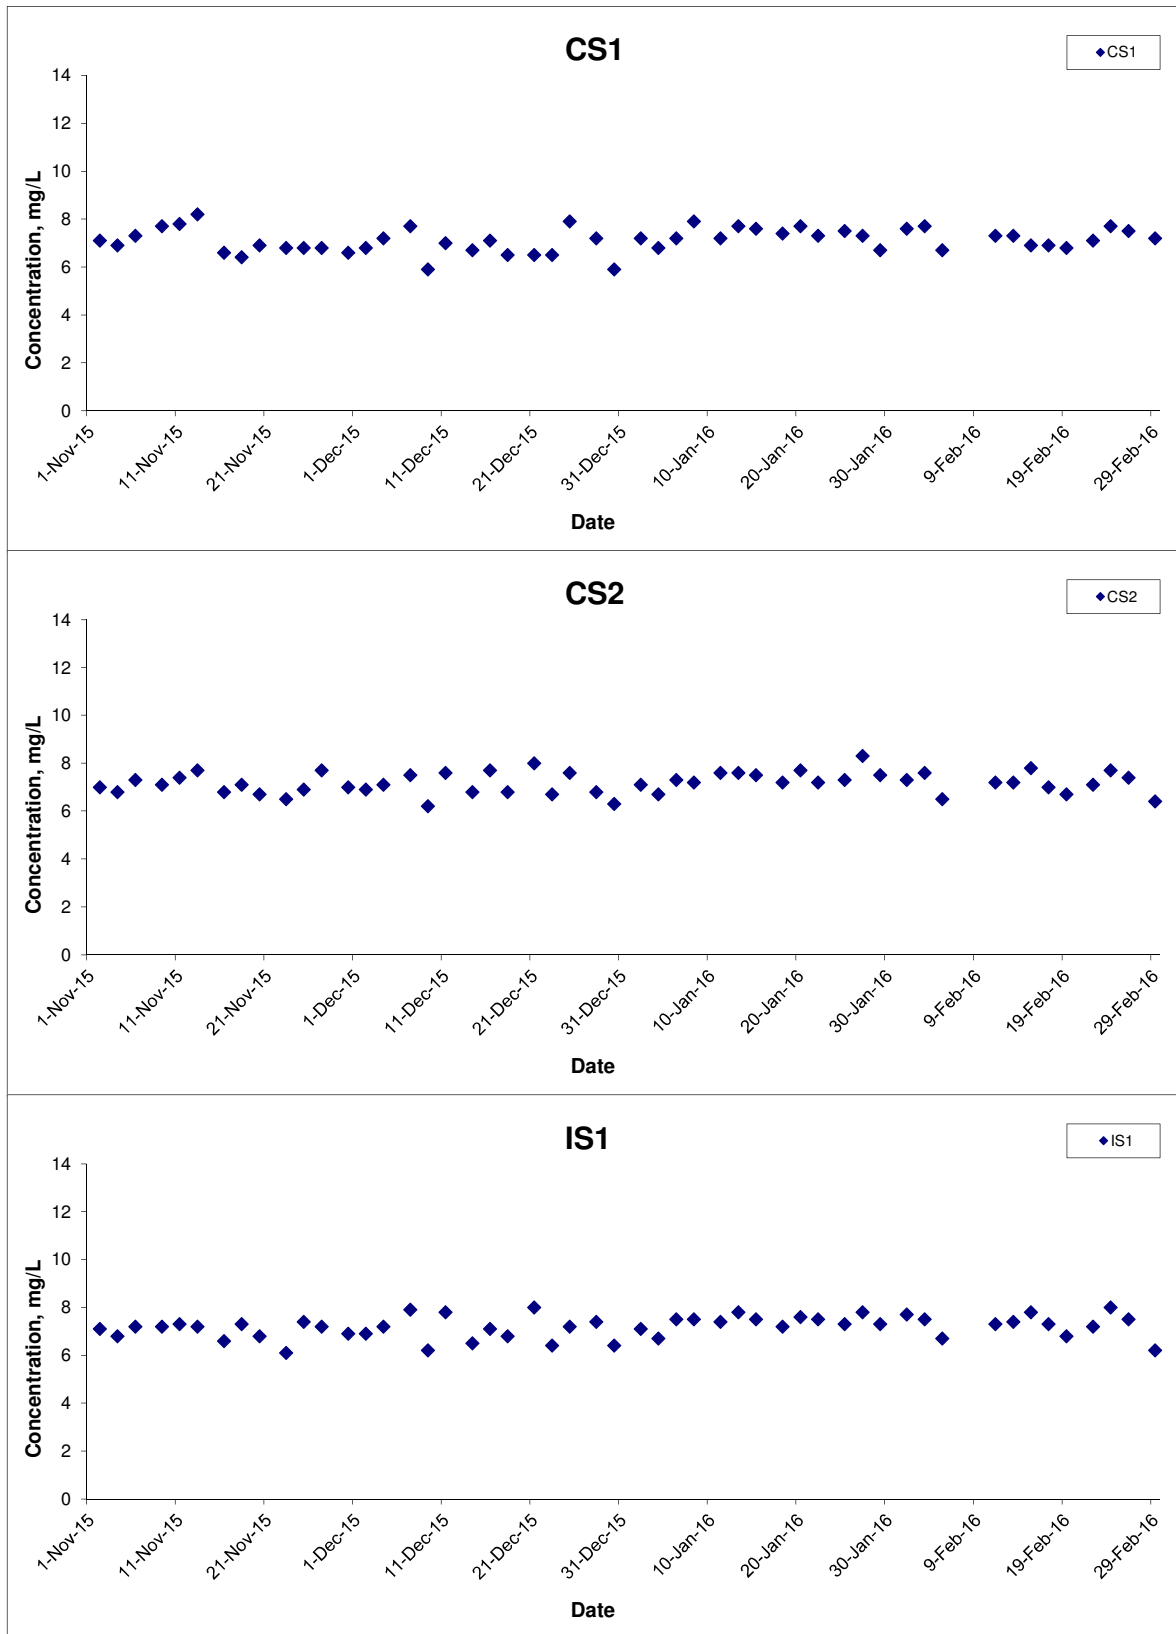 CS1
CS1
14
12
10
8
6
4
2
0
Concentration, mg/L
1-Nov-15
11-Nov-15
21-Nov-15
1-Dec-15
11-Dec-15
21-Dec-15
31-Dec-15
10-Jan-16
20-Jan-16
30-Jan-16
9-Feb-16
19-Feb-16
29-Feb-16
Date
CS2
CS2
14
12
10
8
6
4
2
0
Concentration, mg/L
1-Nov-15
11-Nov-15
21-Nov-15
1-Dec-15
11-Dec-15
21-Dec-15
31-Dec-15
10-Jan-16
20-Jan-16
30-Jan-16
9-Feb-16
19-Feb-16
29-Feb-16
Date
IS1
IS1
14
12
10
8
6
4
2
0
Concentration, mg/L
1-Nov-15
11-Nov-15
21-Nov-15
1-Dec-15
11-Dec-15
21-Dec-15
31-Dec-15
10-Jan-16
20-Jan-16
30-Jan-16
9-Feb-16
19-Feb-16
29-Feb-16
Date